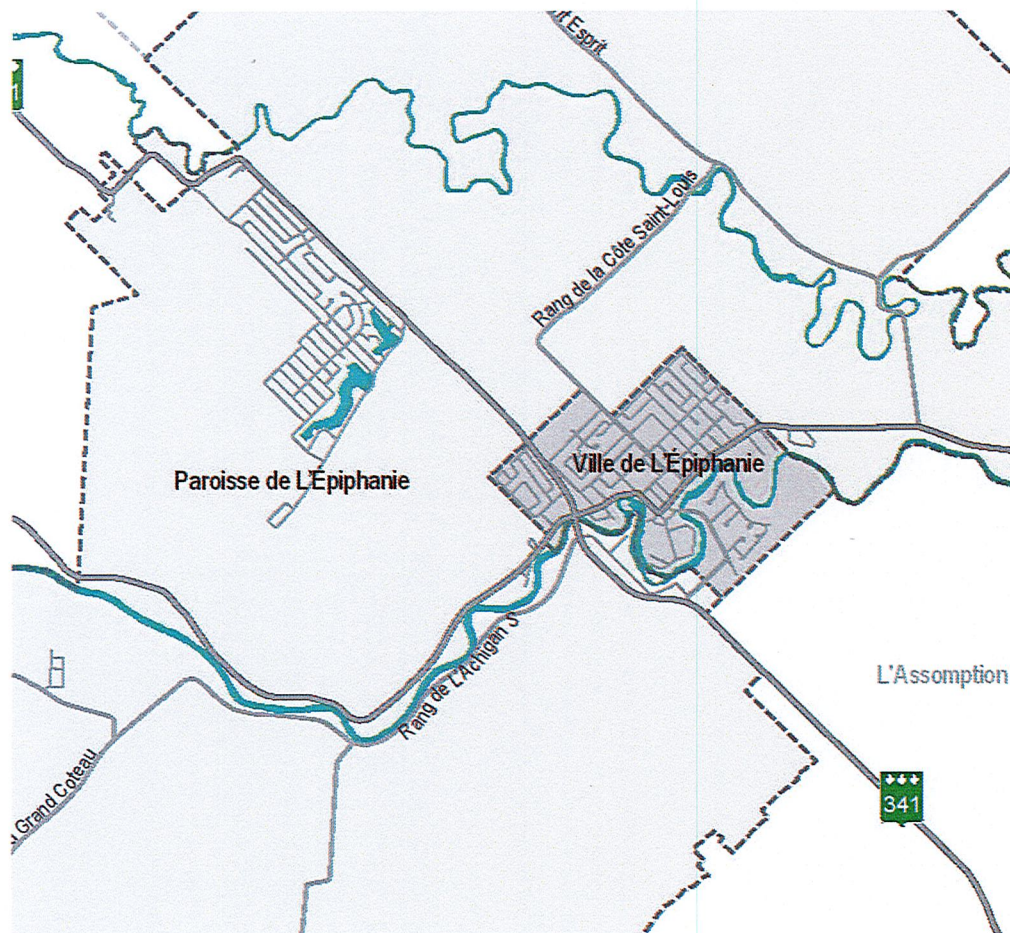 Esprit
1
Rang de la Côte Saint-Louis
Ville de L'Épiphanie
Paroisse de L'Épiphanie
Rang de L'Achigan S
L'Assomption
Grand Coteau
341